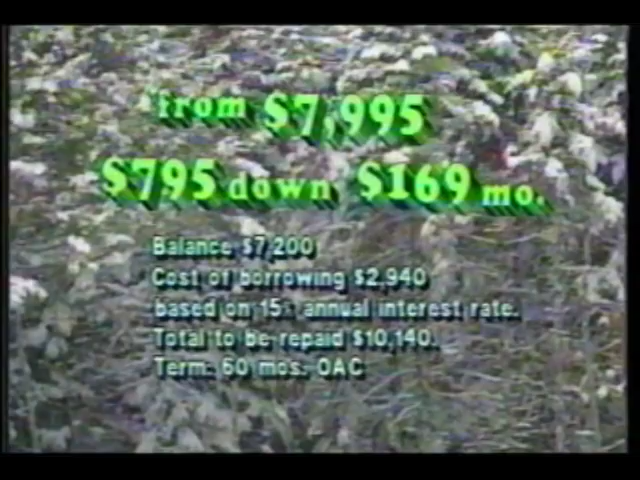 from $7,995
$795 down $169 mo.
Balance $7,200
Cost of borrowing $2,940
based on 15% annual interest rate.
Total to be repaid $10,140.
Term: 60 mos. OAC